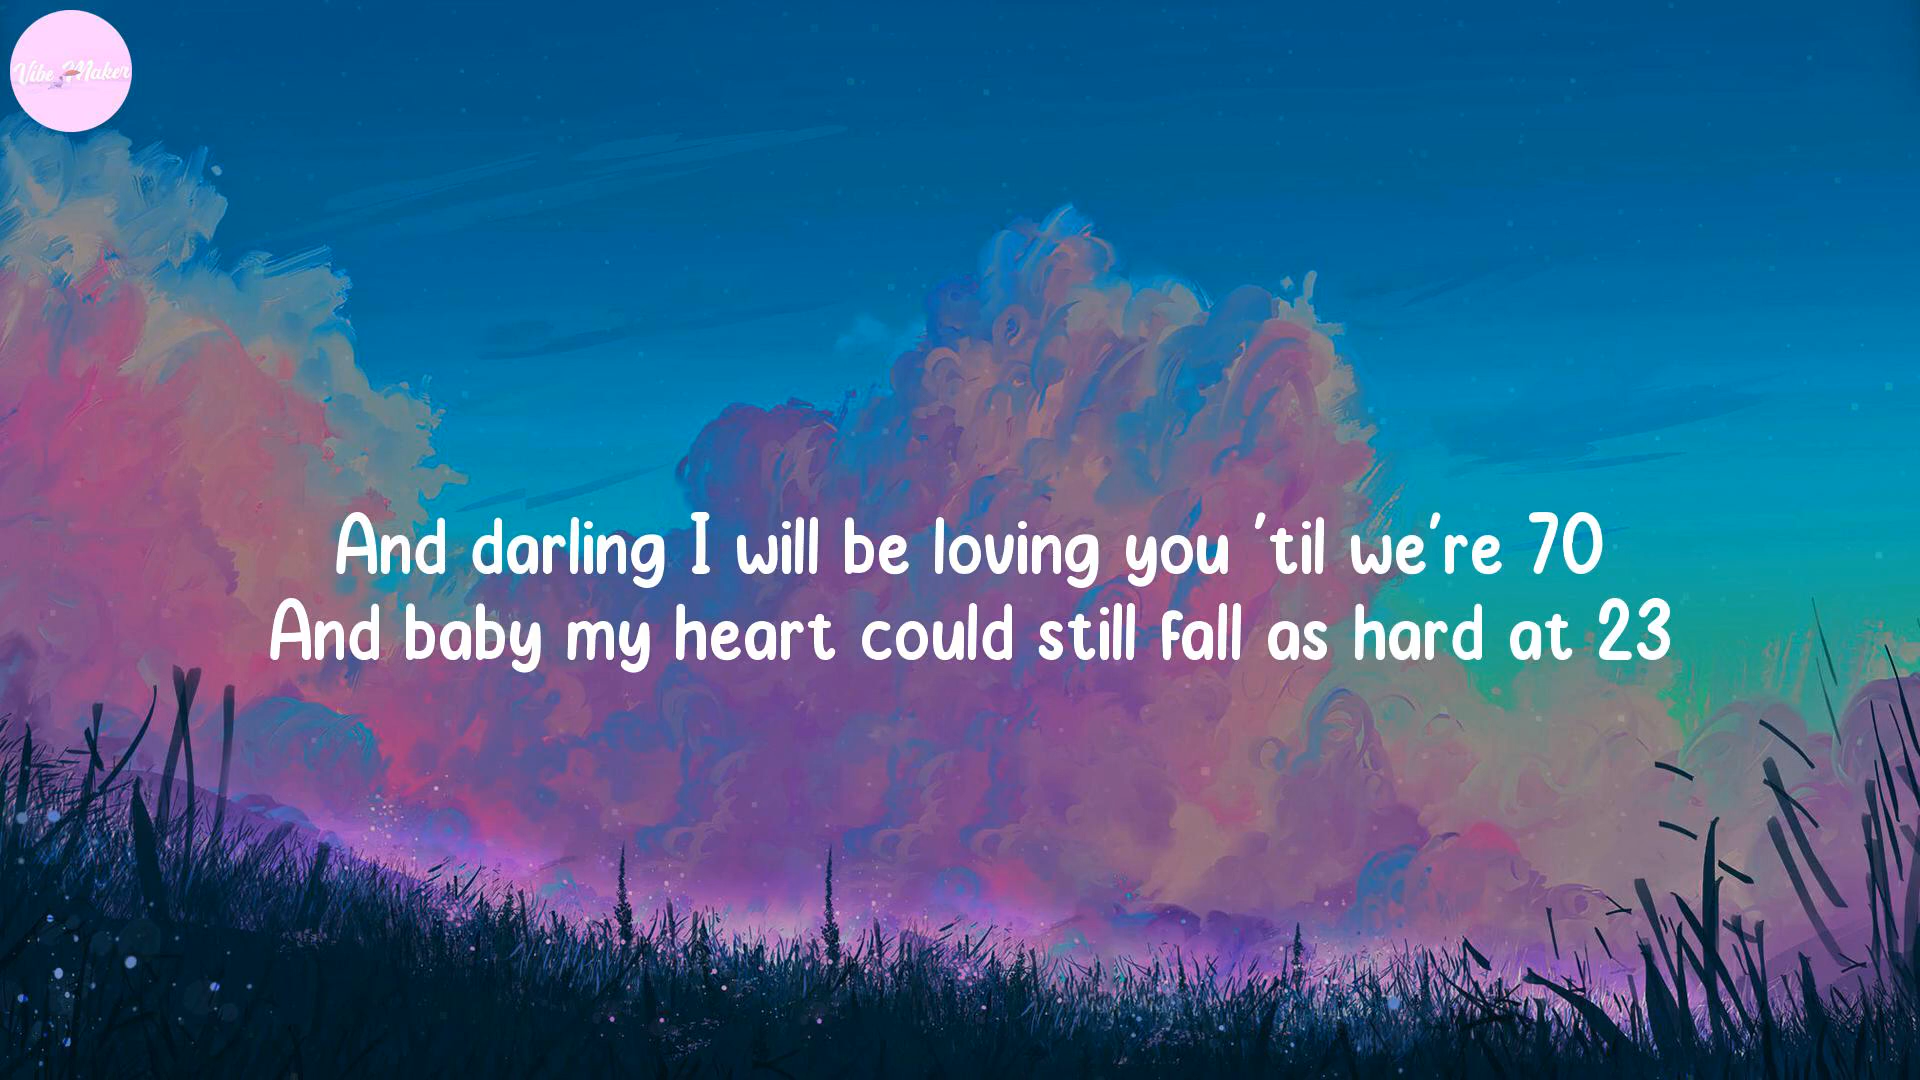 Vibe Maker
And darling I will be loving you 'til we're 70
And baby my heart could still fall as hard at 23